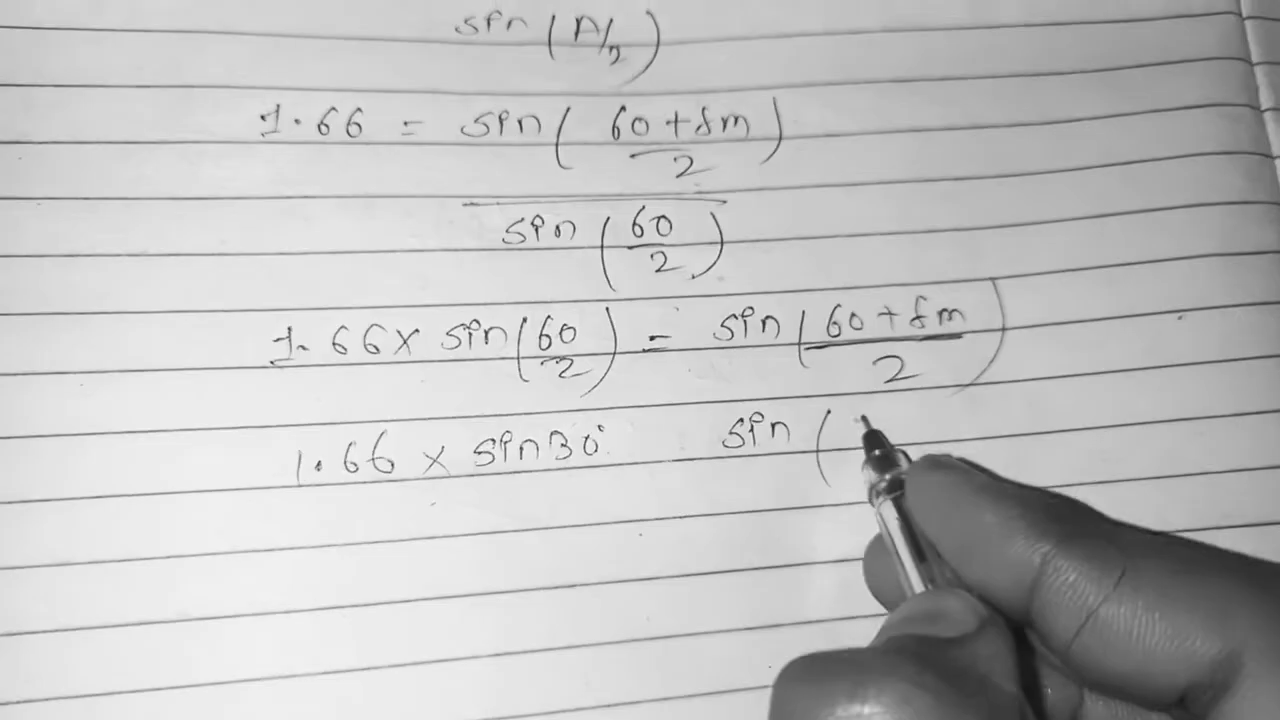 sin (A/2)
1.66 = sin( 60 + δm / 2 )
sin ( 60 / 2 )
1.66 x sin( 60 / 2 ) = sin ( 60 + δm / 2 )
1.66 x sin30° sin (